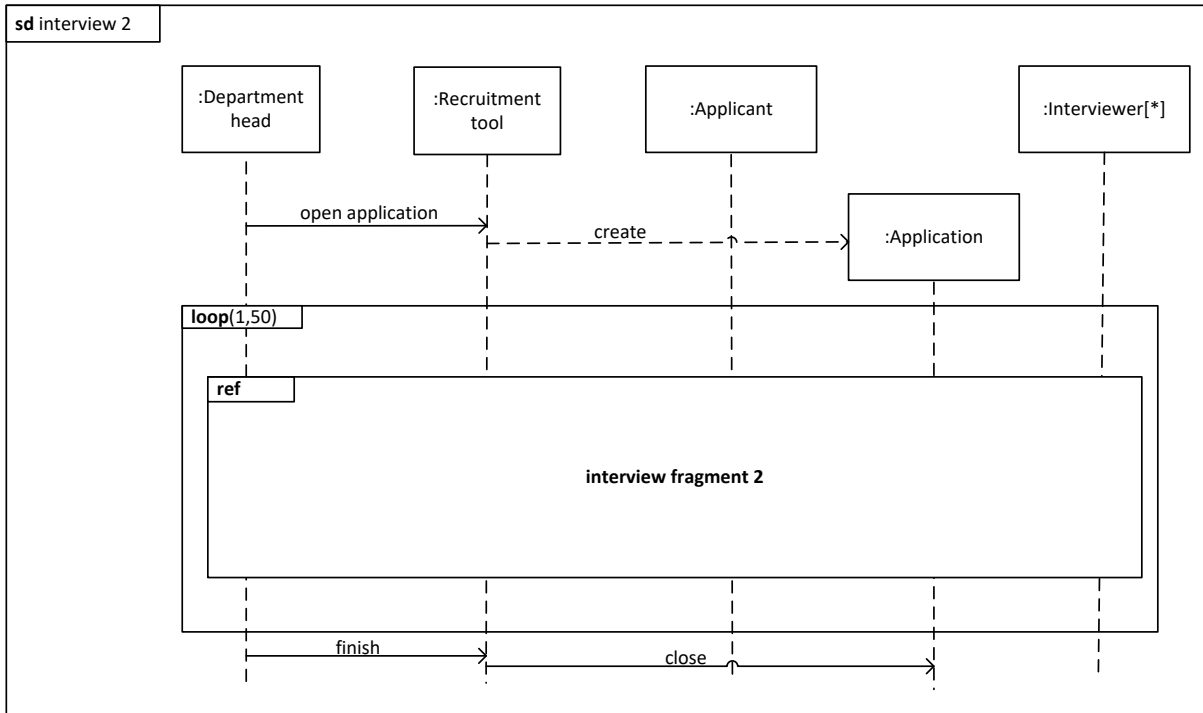 sd interview 2
:Department
head
:Recruitment
tool
:Applicant
:Interviewer[*]
open application
create
:Application
loop(1,50)
ref
interview fragment 2
finish
close